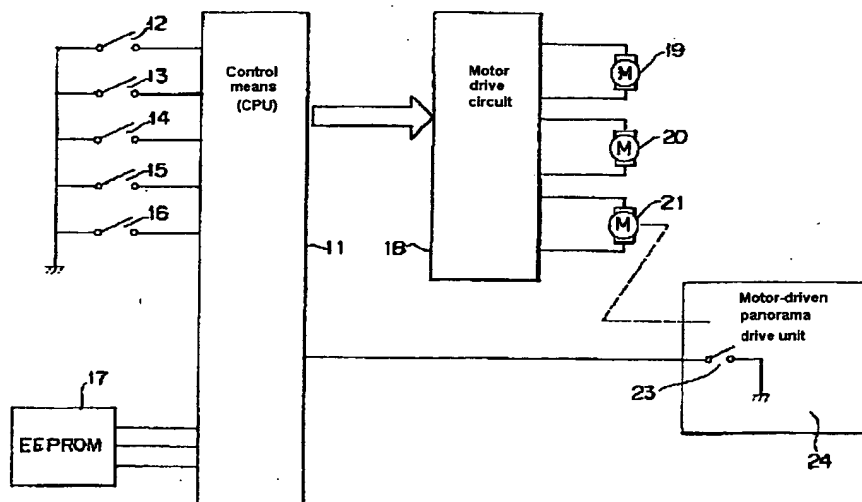 12
13
14
15
16
Control
means
(CPU)
11
Motor
drive
circuit
18
M
19
M
20
M
21
Motor-driven
panorama
drive unit
23
24
17
EEPROM